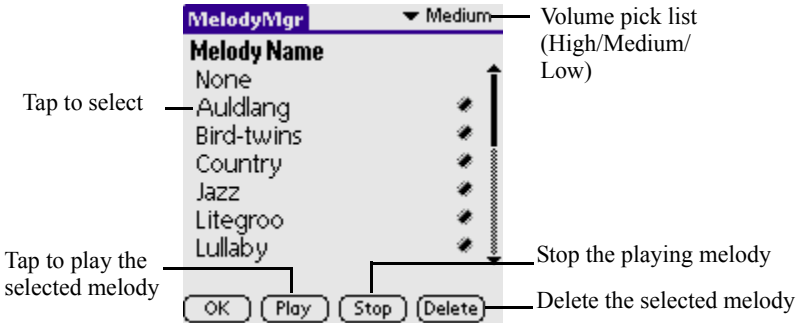 MelodyMgr
Medium
Volume pick list
(High/Medium/
Low)
Melody Name
None
Tap to select
Auldlang
Bird-twins
Country
Jazz
Litegroo
Lullaby
Tap to play the
selected melody
Stop the playing melody
OK
Play
Stop
Delete
Delete the selected melody